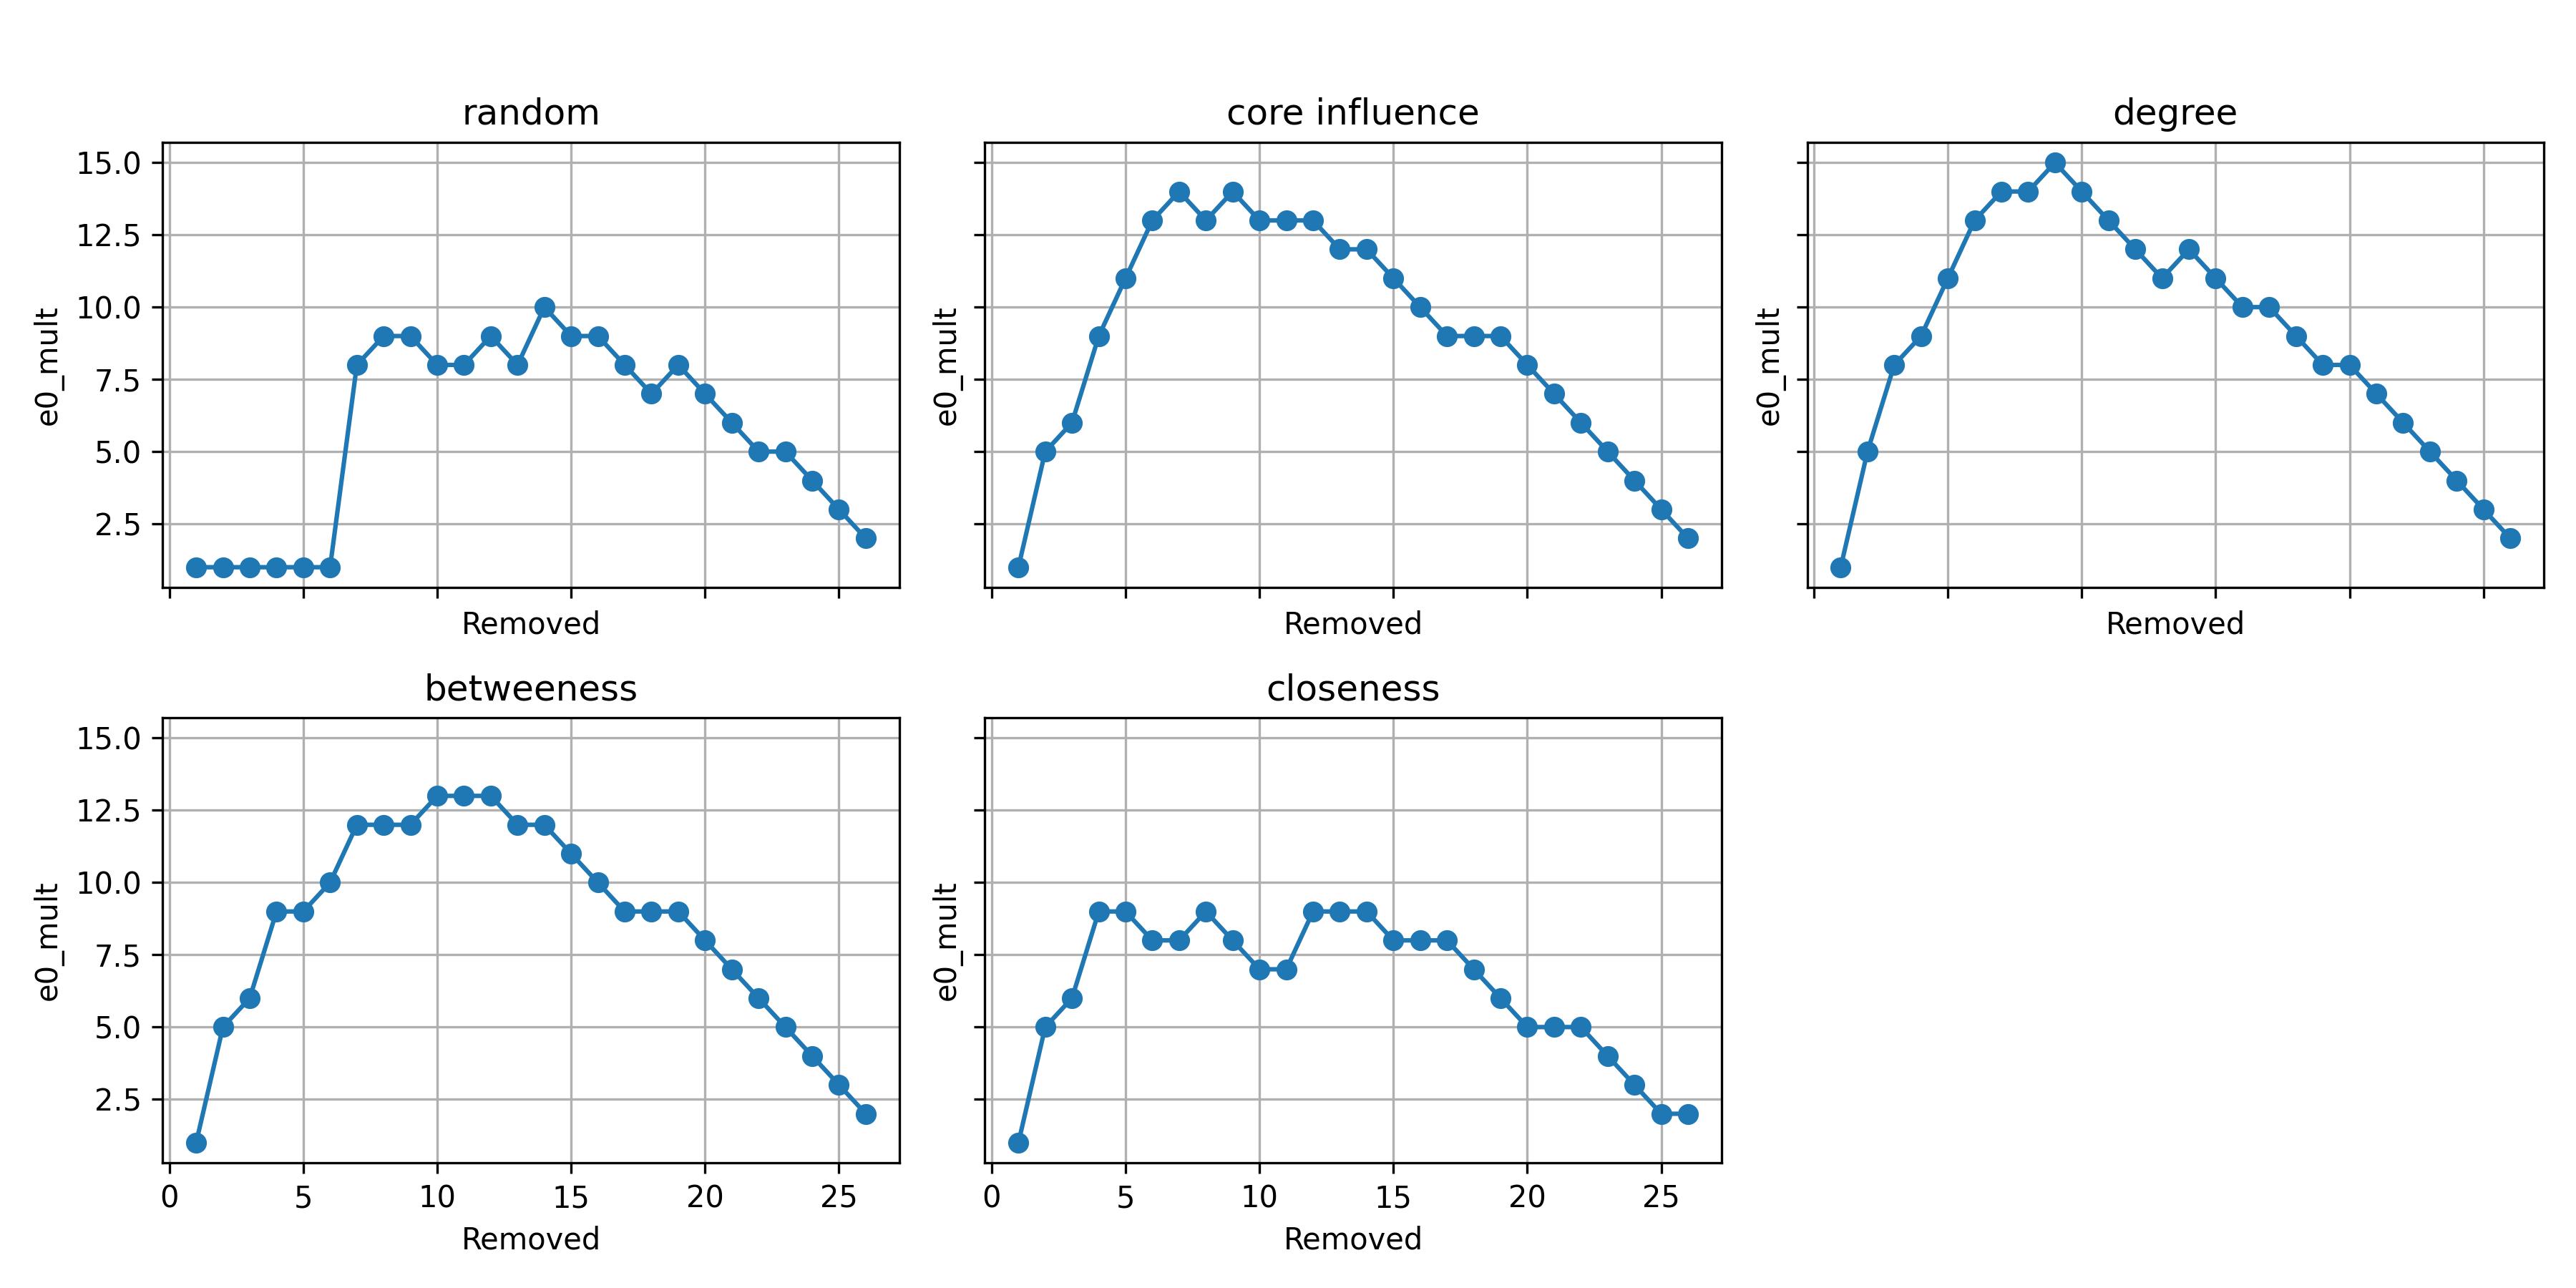 random
15.0
12.5
10.0
7.5
5.0
2.5
e0_mult
Removed
core influence
e0_mult
Removed
degree
e0_mult
Removed
betweeness
15.0
12.5
10.0
7.5
5.0
2.5
e0_mult
0 5 10 15 20 25
Removed
closeness
e0_mult
0 5 10 15 20 25
Removed